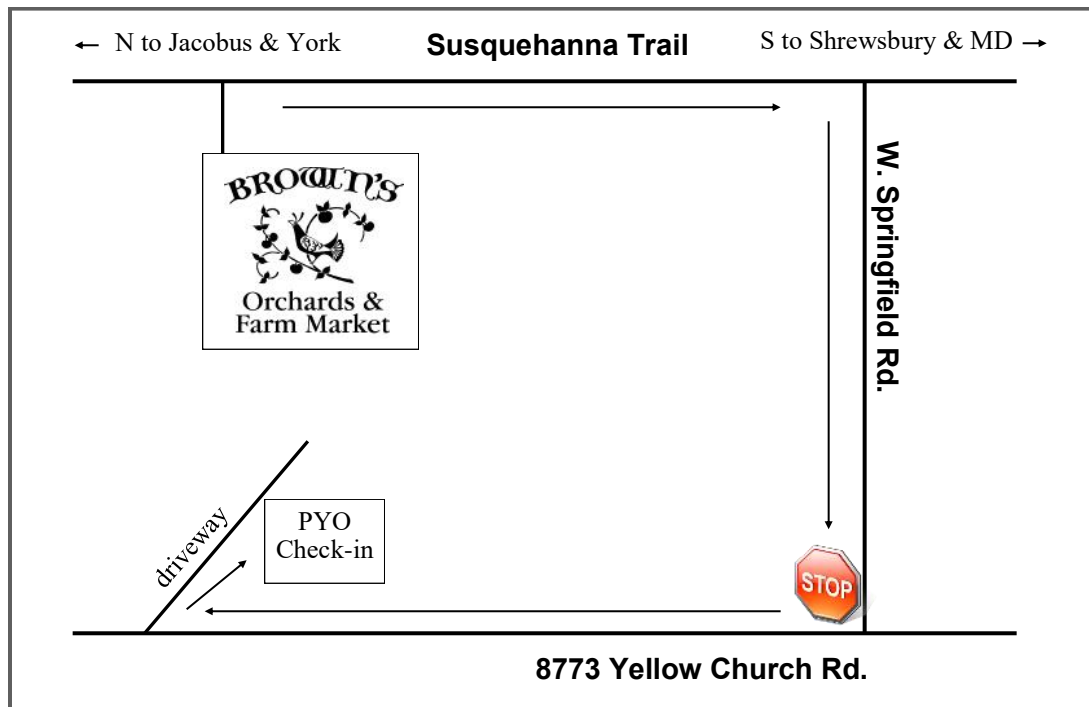 ← N to Jacobus & York
Susquehanna Trail
S to Shrewsbury & MD →
W. Springfield Rd.
BROWN'S
Orchards &
Farm Market
driveway
PYO
Check-in
STOP
8773 Yellow Church Rd.